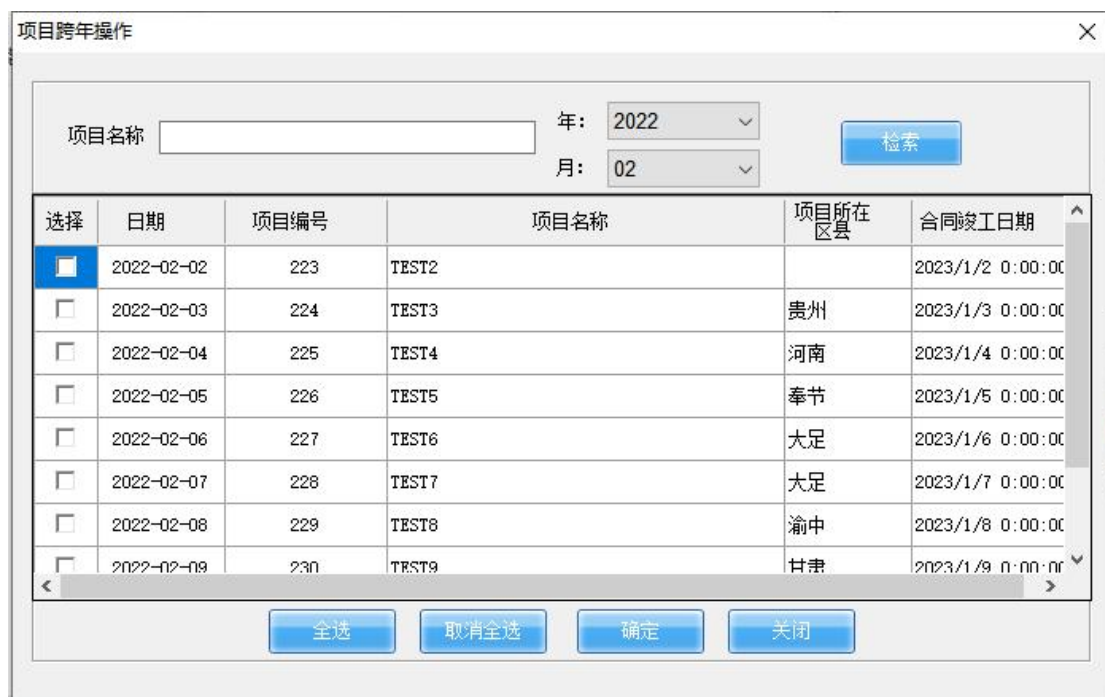 项目跨年操作
项目名称
年: 2022
检索
月: 02
选择 日期 项目编号 项目名称 项目所在区县 合同竣工日期
2022-02-02 223 TEST2 2023/1/2 0:00:00
2022-02-03 224 TEST3 贵州 2023/1/3 0:00:00
2022-02-04 225 TEST4 河南 2023/1/4 0:00:00
2022-02-05 226 TEST5 奉节 2023/1/5 0:00:00
2022-02-06 227 TEST6 大足 2023/1/6 0:00:00
2022-02-07 228 TEST7 大足 2023/1/7 0:00:00
2022-02-08 229 TEST8 渝中 2023/1/8 0:00:00
2022-02-09 230 TEST9 甘肃 2023/1/9 0:00:00
全选 取消全选 确定 关闭